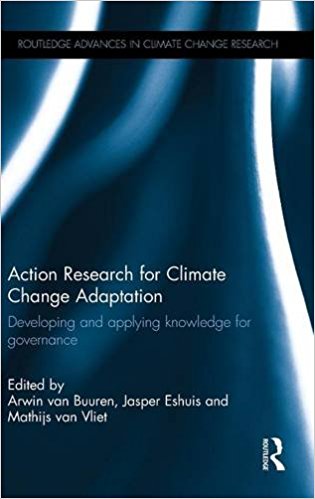 ROUTLEDGE ADVANCES IN CLIMATE CHANGE RESEARCH
Action Research for Climate
Change Adaptation
Developing and applying knowledge for
governance
Edited by
Arwin van Buuren, Jasper Eshuis and
Mathijs van Vliet
ROUTLEDGE